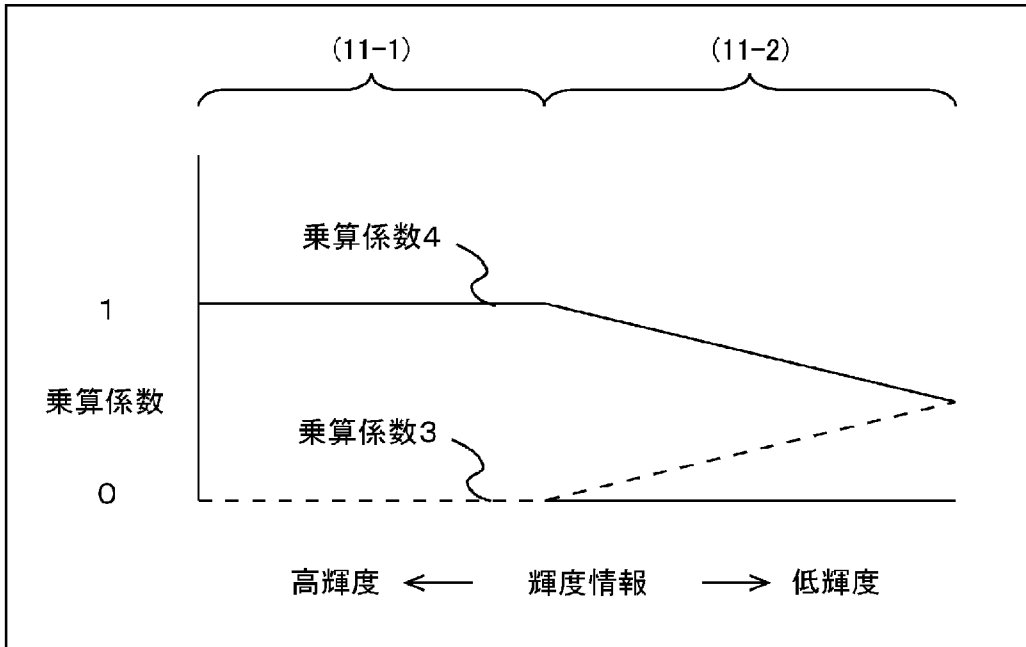 (11-1)
(11-2)
乗算係数4
1
乗算係数
乗算係数3
0
高輝度 ← 輝度情報 → 低輝度